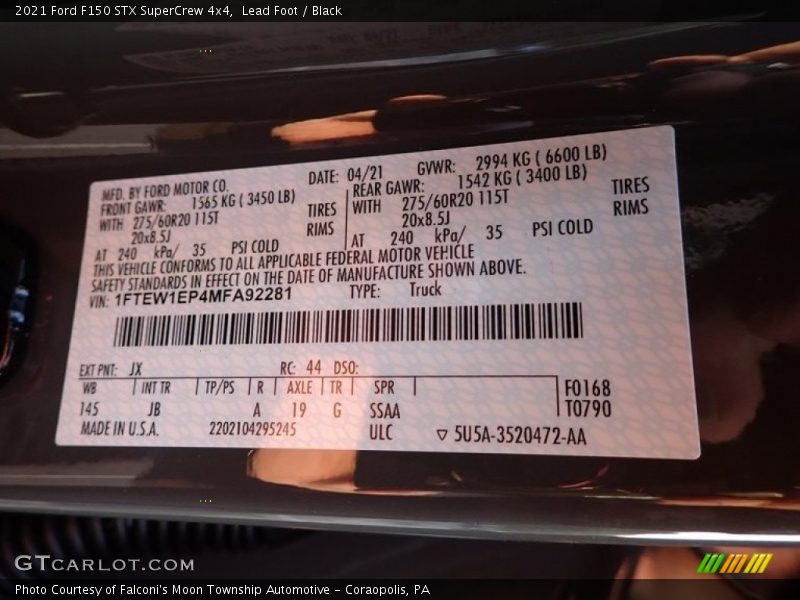 2021 Ford F150 STX SuperCrew 4x4,  Lead Foot / Black
MFD. BY FORD MOTOR CO.
DATE: 04/21
GVWR: 2994 KG ( 6600 LB)
FRONT GAWR: 1565 KG ( 3450 LB)
WITH 275/60R20 115T TIRES
20x8.5J RIMS
AT 240 kPa/ 35 PSI COLD
REAR GAWR: 1542 KG ( 3400 LB)
WITH 275/60R20 115T TIRES
20x8.5J RIMS
AT 240 kPa/ 35 PSI COLD
THIS VEHICLE CONFORMS TO ALL APPLICABLE FEDERAL MOTOR VEHICLE
SAFETY STANDARDS IN EFFECT ON THE DATE OF MANUFACTURE SHOWN ABOVE.
VIN: 1FTEW1EP4MFA92281 TYPE: Truck
EXT PNT: JX RC: 44 DSO:
WB INT TR TP/PS R AXLE TR SPR F0168
145 JB A 19 G SSAA T0790
MADE IN U.S.A. 2202104295245 ULC ▽ 5U5A-3520472-AA
GTCARLOT.COM
Photo Courtesy of Falconi's Moon Township Automotive – Coraopolis, PA